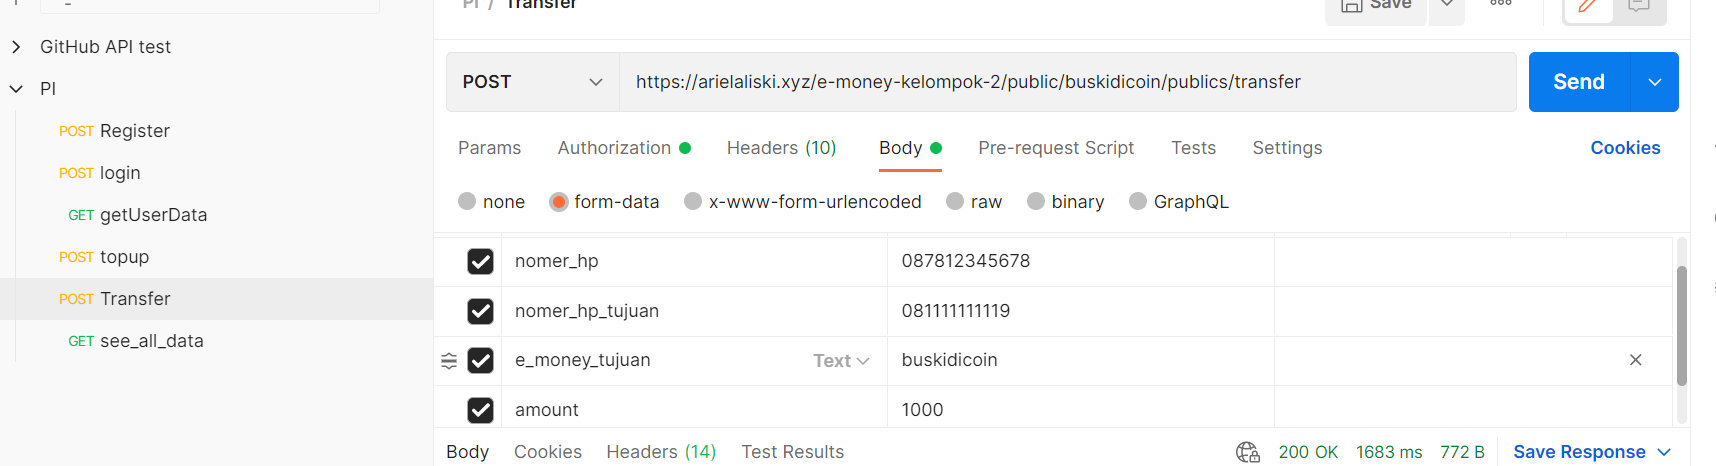 PI / Transfer
Save
GitHub API test
PI
POST Register
POST login
GET getUserData
POST topup
POST Transfer
GET see_all_data
POST
https://arielaliski.xyz/e-money-kelompok-2/public/buskidicoin/publics/transfer
Send
Params
Authorization
Headers (10)
Body
Pre-request Script
Tests
Settings
Cookies
none
form-data
x-www-form-urlencoded
raw
binary
GraphQL
nomer_hp 087812345678
nomer_hp_tujuan 081111111119
e_money_tujuan Text buskidicoin
amount 1000
Body
Cookies
Headers (14)
Test Results
200 OK
1683 ms
772 B
Save Response